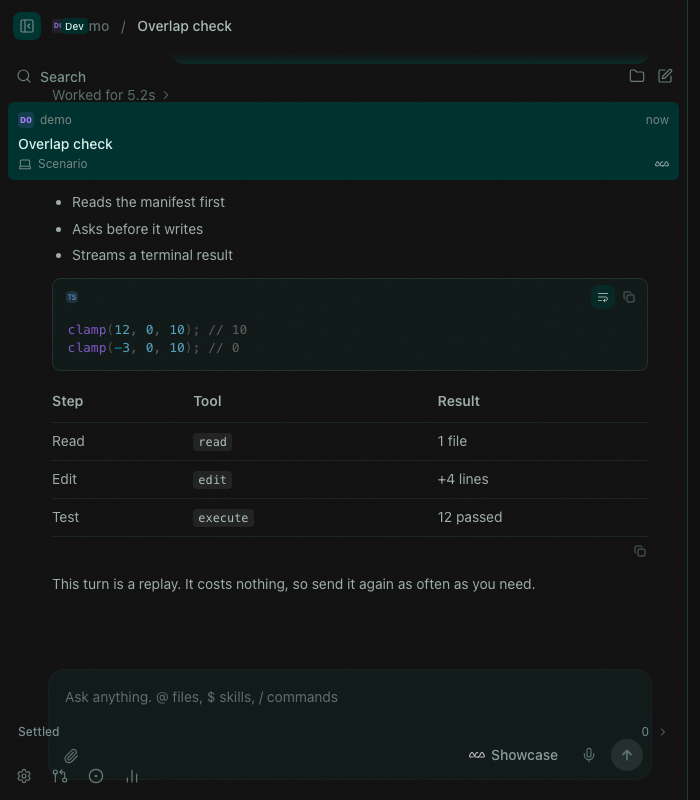 Dev mo / Overlap check
Search
Worked for 5.2s
DO demo now
Overlap check
Scenario
• Reads the manifest first
• Asks before it writes
• Streams a terminal result
TS
clamp(12, 0, 10); // 10
clamp(−3, 0, 10); // 0
Step Tool Result
Read read 1 file
Edit edit +4 lines
Test execute 12 passed
This turn is a replay. It costs nothing, so send it again as often as you need.
Ask anything. @ files, $ skills, / commands
Settled 0
Showcase